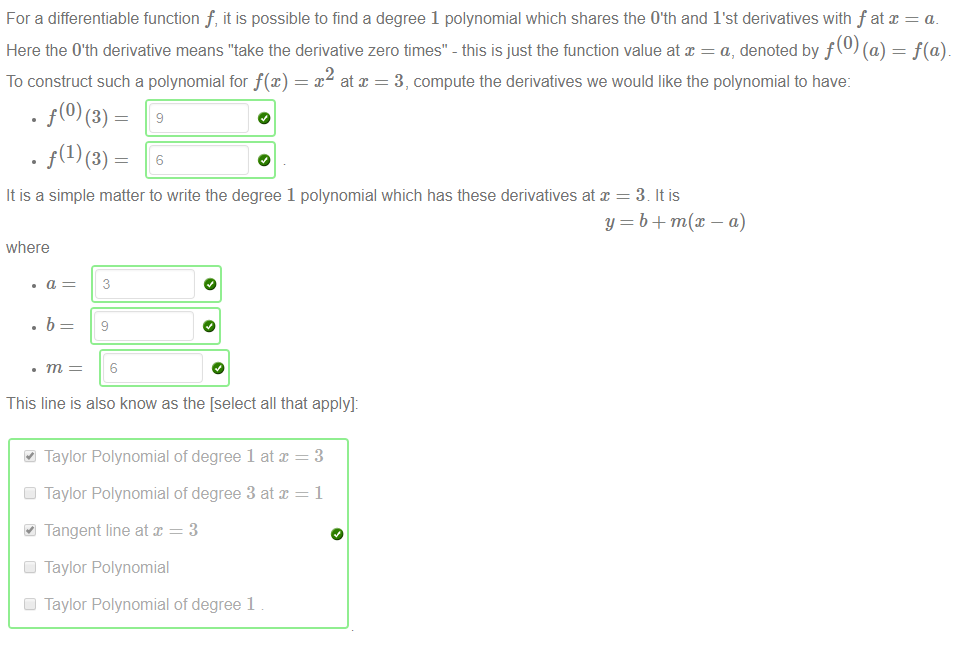 For a differentiable function f, it is possible to find a degree 1 polynomial which shares the 0'th and 1'st derivatives with f at x = a.
Here the 0'th derivative means "take the derivative zero times" - this is just the function value at x = a, denoted by f^(0)(a) = f(a).
To construct such a polynomial for f(x) = x² at x = 3, compute the derivatives we would like the polynomial to have:
• f^(0)(3) = 9
• f^(1)(3) = 6 .
It is a simple matter to write the degree 1 polynomial which has these derivatives at x = 3. It is
y = b + m(x − a)
where
• a = 3
• b = 9
• m = 6
This line is also know as the [select all that apply]:
Taylor Polynomial of degree 1 at x = 3
Taylor Polynomial of degree 3 at x = 1
Tangent line at x = 3
Taylor Polynomial
Taylor Polynomial of degree 1 .
.